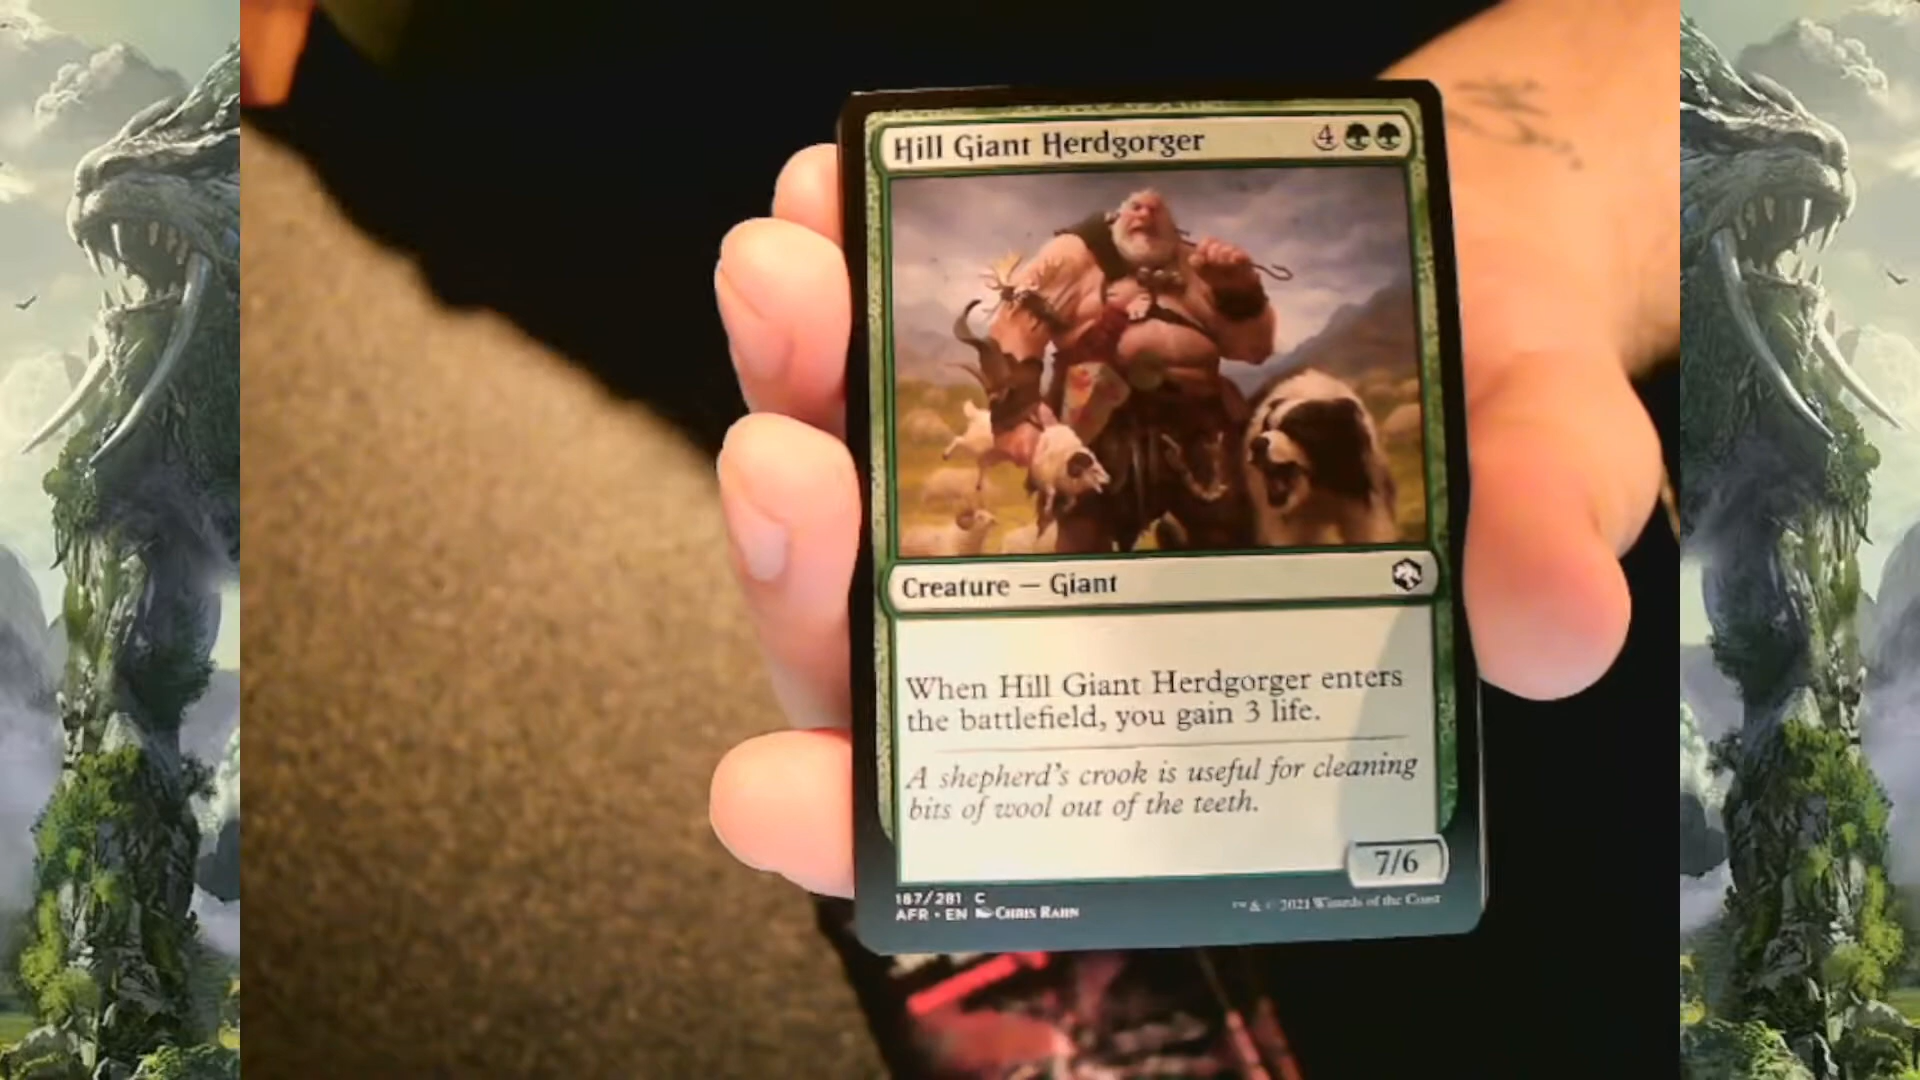 Hill Giant Herdgorger 4
Creature — Giant
When Hill Giant Herdgorger enters
the battlefield, you gain 3 life.
A shepherd's crook is useful for cleaning
bits of wool out of the teeth.
7/6
187/281 C
AFR • EN Chris Rahn
™ & © 2021 Wizards of the Coast